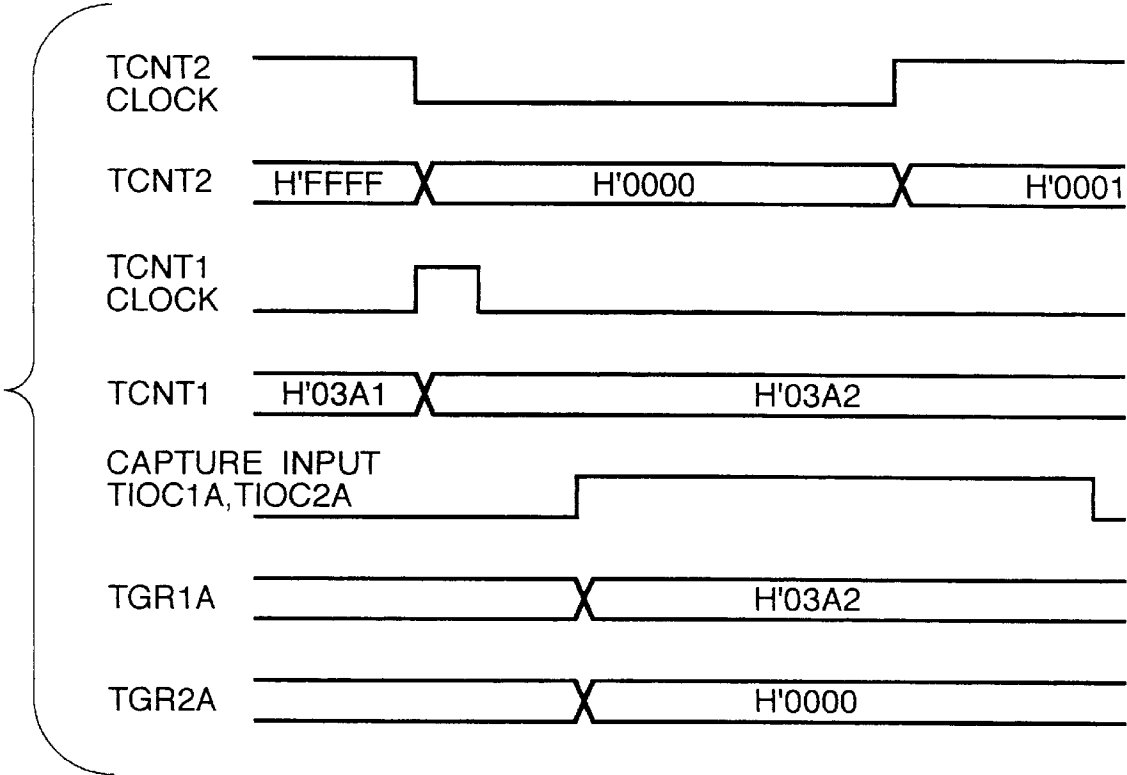 TCNT2
CLOCK
TCNT2
H'FFFF
H'0000
H'0001
TCNT1
CLOCK
TCNT1
H'03A1
H'03A2
CAPTURE INPUT
TIOC1A,TIOC2A
TGR1A
H'03A2
TGR2A
H'0000